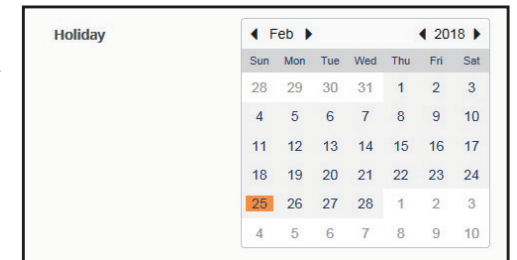 Holiday
Feb 2018
Sun Mon Tue Wed Thu Fri Sat
28 29 30 31 1 2 3
4 5 6 7 8 9 10
11 12 13 14 15 16 17
18 19 20 21 22 23 24
25 26 27 28 1 2 3
4 5 6 7 8 9 10